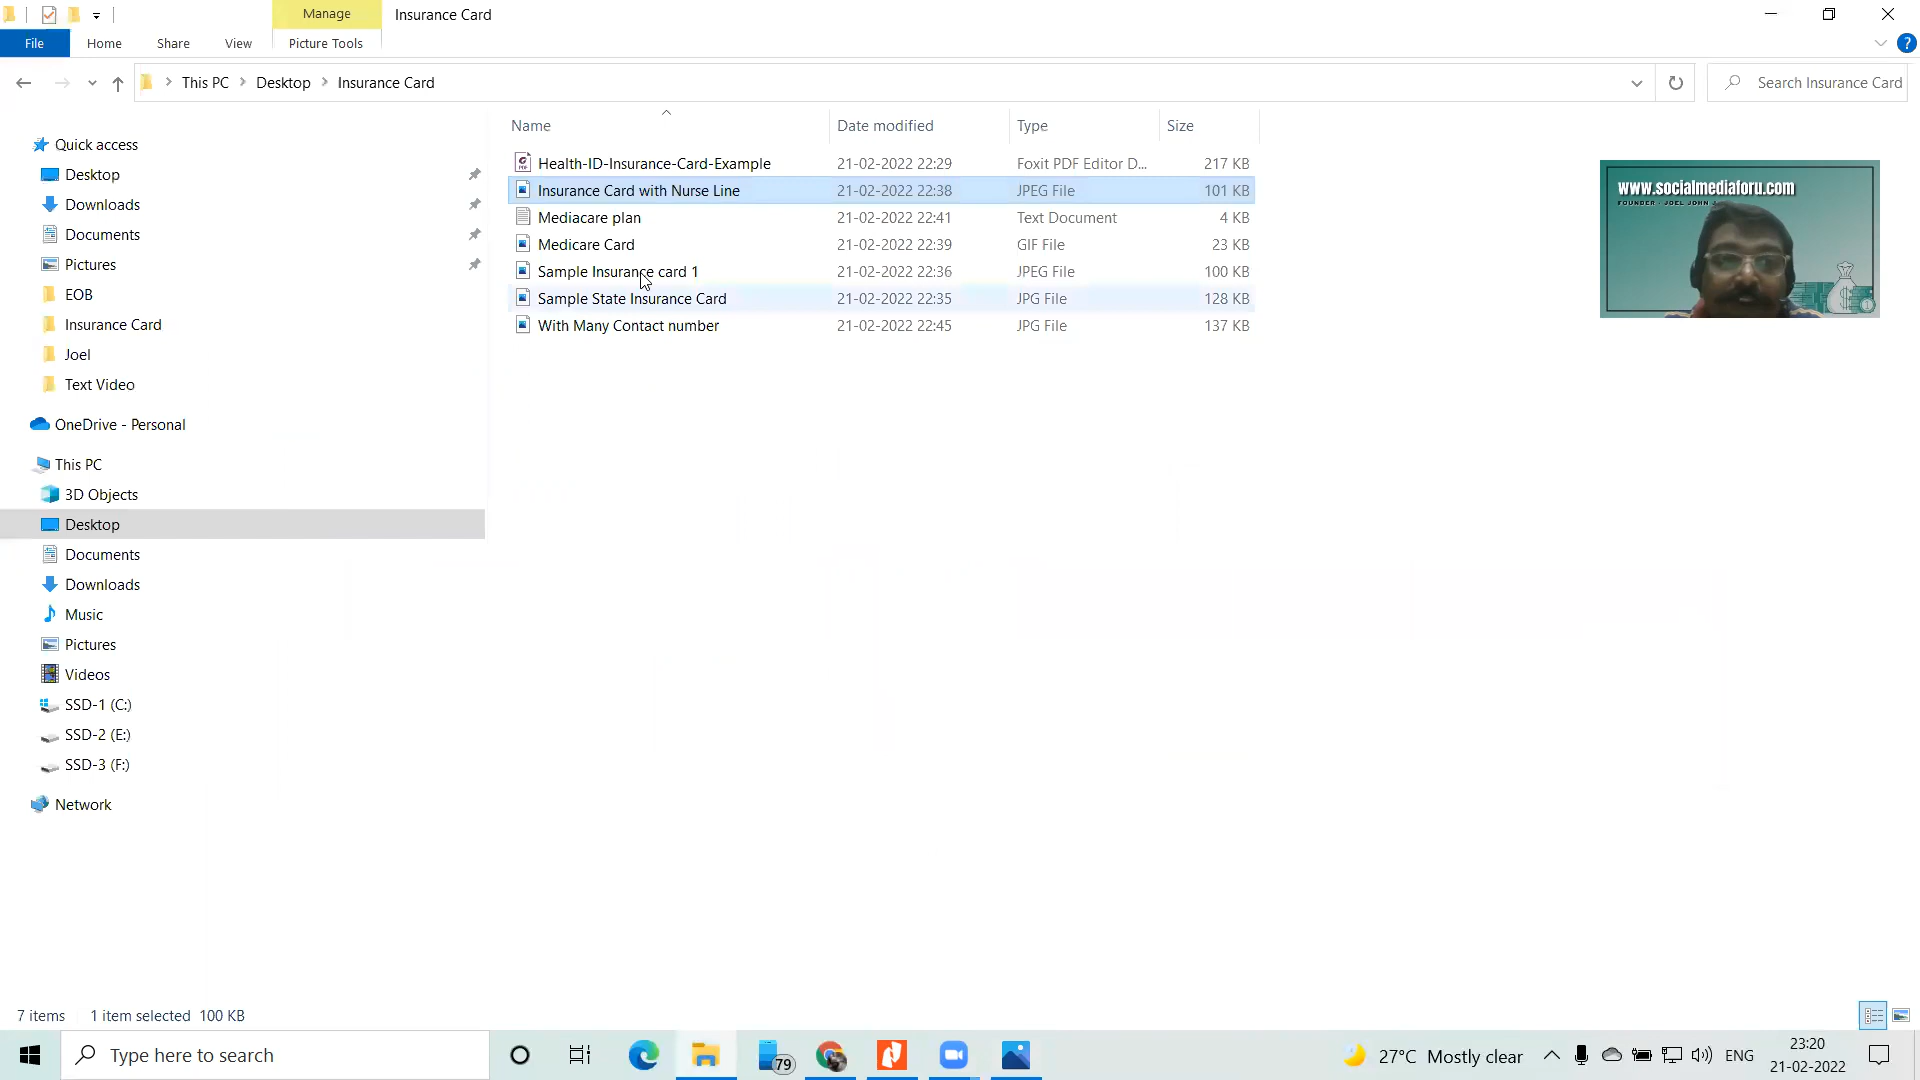 Manage
Insurance Card
File
Home
Share
View
Picture Tools
?
This PC
Desktop
Insurance Card
Search Insurance Card
Name
Date modified
Type
Size
Health-ID-Insurance-Card-Example
21-02-2022 22:29
Foxit PDF Editor D...
217 KB
Insurance Card with Nurse Line
21-02-2022 22:38
JPEG File
101 KB
Mediacare plan
21-02-2022 22:41
Text Document
4 KB
Medicare Card
21-02-2022 22:39
GIF File
23 KB
Sample Insurance card 1
21-02-2022 22:36
JPEG File
100 KB
Sample State Insurance Card
21-02-2022 22:35
JPG File
128 KB
With Many Contact number
21-02-2022 22:45
JPG File
137 KB
Quick access
Desktop
Downloads
Documents
Pictures
EOB
Insurance Card
Joel
Text Video
OneDrive - Personal
This PC
3D Objects
Desktop
Documents
Downloads
Music
Pictures
Videos
SSD-1 (C:)
SSD-2 (E:)
SSD-3 (F:)
Network
www.socialmediaforu.com
FOUNDER : JOEL JOHN J
7 items
1 item selected 100 KB
Type here to search
79
27°C Mostly clear
ENG
23:20
21-02-2022